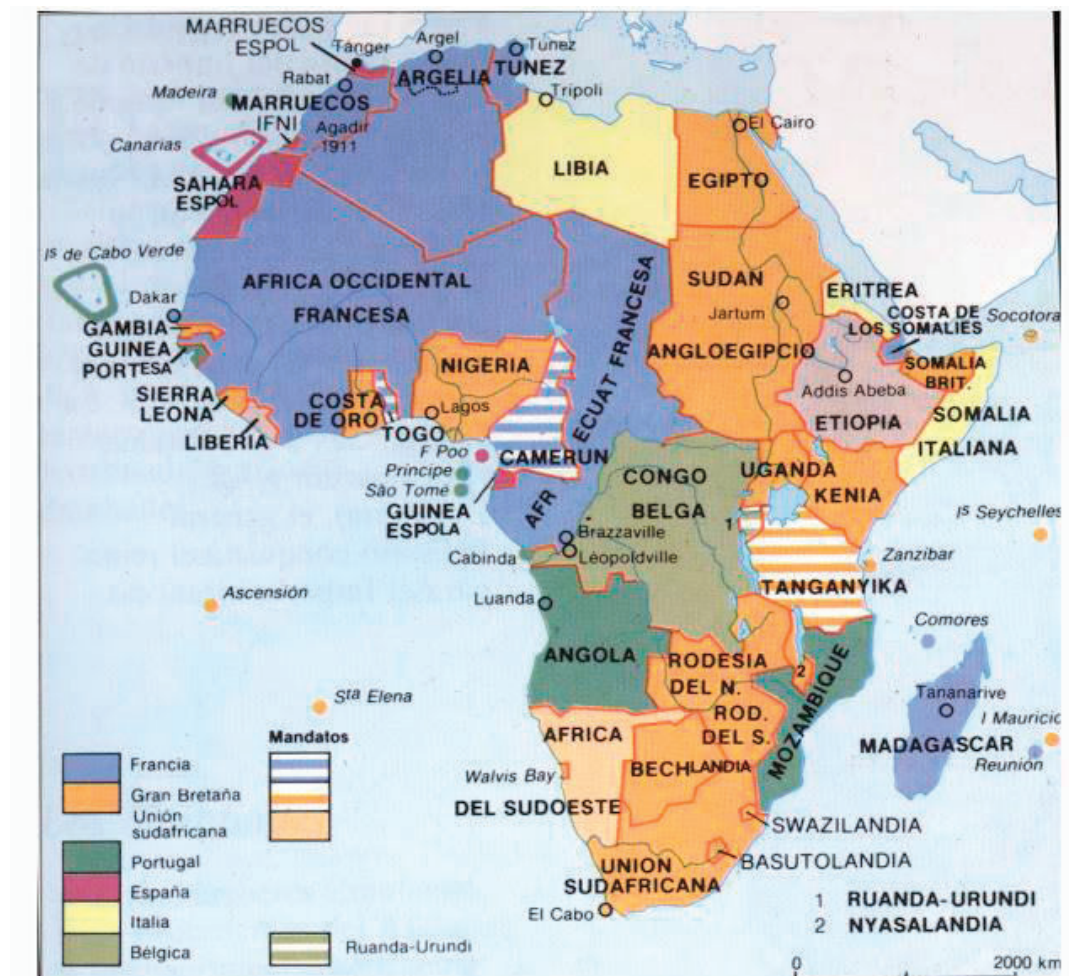 MARRUECOS
ESPOL
Tánger
Argel
Túnez
Rabat
ARGELIA
TÚNEZ
Madeira
MARRUECOS
Trípoli
IFNI
Agadir
1911
El Cairo
Canarias
SAHARA
ESPOL
LIBIA
EGIPTO
Iˢ de Cabo Verde
AFRICA OCCIDENTAL
FRANCESA
SUDAN
ERITREA
Dakar
Jartum
COSTA DE
LOS SOMALIES
Socotora
GAMBIA
GUINEA
PORTᴱSA
NIGERIA
ANGLOEGIPCIO
SOMALIA
BRIT.
SIERRA
LEONA
COSTA
DE ORO
Lagos
Addis Abeba
SOMALIA
ITALIANA
LIBERIA
TOGO
ETIOPIA
F Poo
CAMERUN
AFR ECUAT FRANCESA
Príncipe
São Tomé
CONGO
BELGA
UGANDA
KENIA
GUINEA
ESPOLA
1
Iˢ Seychelles
Brazzaville
Cabinda
Léopoldville
Zanzibar
TANGANYIKA
Ascensión
Luanda
Comores
ANGOLA
RODESIA
DEL N.
2
MOZAMBIQUE
Sᵗᵃ Elena
ROD.
DEL S.
Tananarive
I Mauricio
AFRICA
DEL SUDOESTE
MADAGASCAR
Reunión
BECHLANDIA
Walvis Bay
SWAZILANDIA
BASUTOLANDIA
UNION
SUDAFRICANA
El Cabo
Mandatos
Francia
Gran Bretaña
Unión
sudafricana
Portugal
España
Italia
Bélgica
Ruanda-Urundi
1 RUANDA-URUNDI
2 NYASALANDIA
0 2000 km